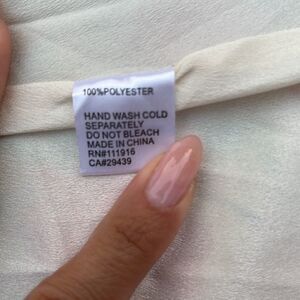 100%POLYESTER
HAND WASH COLD
SEPARATELY
DO NOT BLEACH
MADE IN CHINA
RN#111916
CA#29439